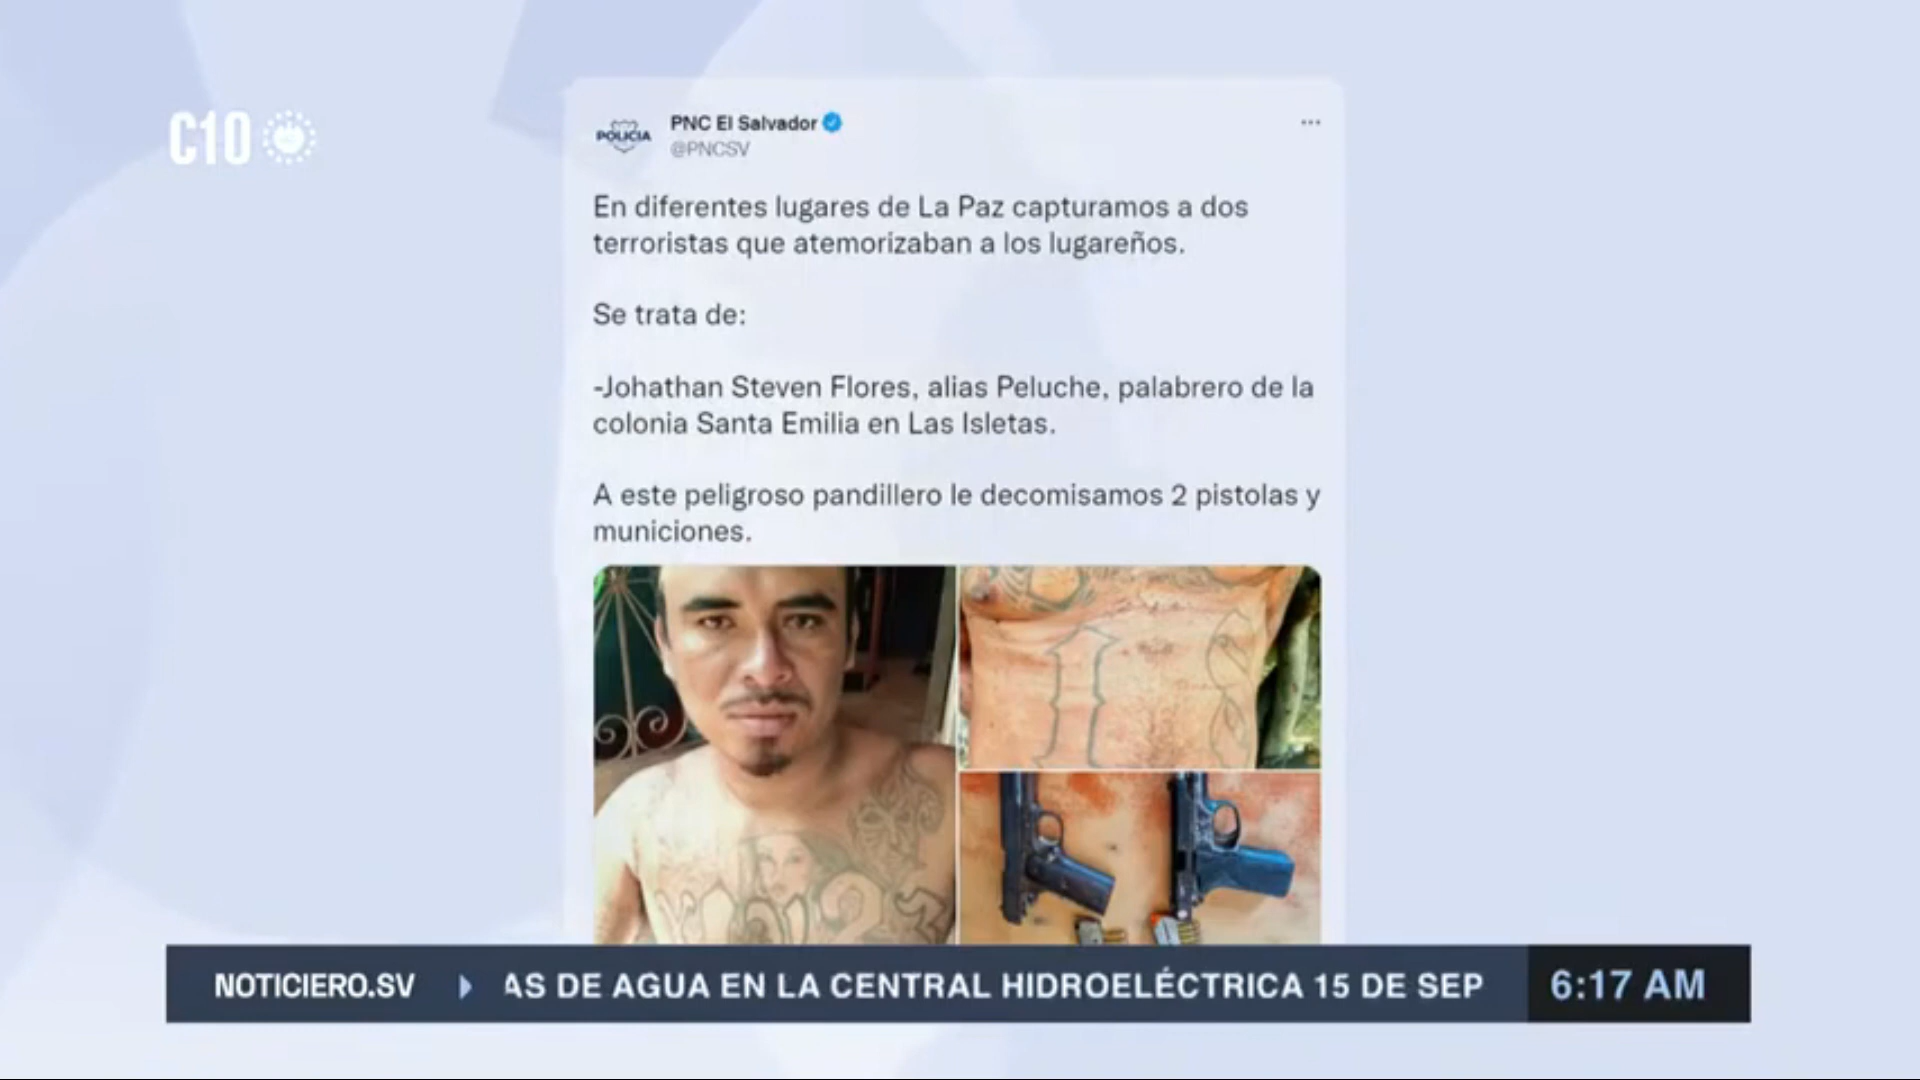 C10
POLICIA
PNC El Salvador
@PNCSV
En diferentes lugares de La Paz capturamos a dos
terroristas que atemorizaban a los lugareños.
Se trata de:
-Johathan Steven Flores, alias Peluche, palabrero de la
colonia Santa Emilia en Las Isletas.
A este peligroso pandillero le decomisamos 2 pistolas y
municiones.
NOTICIERO.SV
AS DE AGUA EN LA CENTRAL HIDROELÉCTRICA 15 DE SEP
6:17 AM